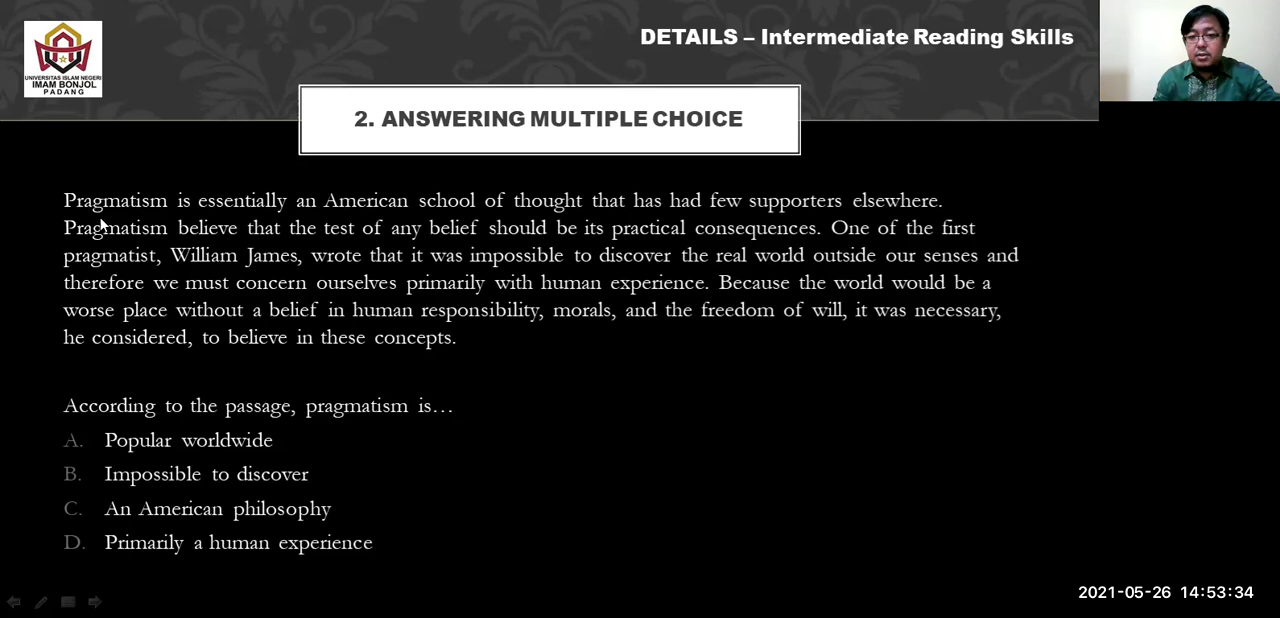 UNIVERSITAS ISLAM NEGERI
IMAM BONJOL
PADANG
DETAILS – Intermediate Reading Skills
2. ANSWERING MULTIPLE CHOICE
Pragmatism is essentially an American school of thought that has had few supporters elsewhere.
Pragmatism believe that the test of any belief should be its practical consequences. One of the first
pragmatist, William James, wrote that it was impossible to discover the real world outside our senses and
therefore we must concern ourselves primarily with human experience. Because the world would be a
worse place without a belief in human responsibility, morals, and the freedom of will, it was necessary,
he considered, to believe in these concepts.
According to the passage, pragmatism is…
A. Popular worldwide
B. Impossible to discover
C. An American philosophy
D. Primarily a human experience
2021-05-26 14:53:34